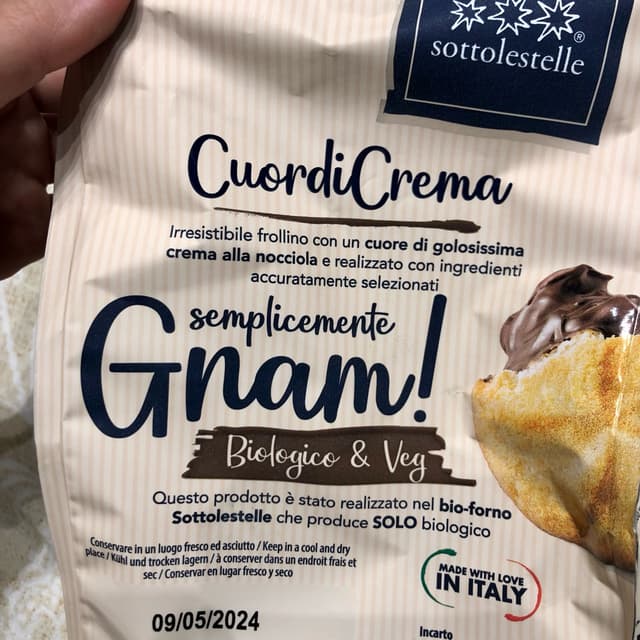 sottolestelle®
CuordiCrema
Irresistibile frollino con un cuore di golosissima
crema alla nocciola e realizzato con ingredienti
accuratamente selezionati
semplicemente
Gnam!
Biologico & Veg
Questo prodotto è stato realizzato nel bio-forno
Sottolestelle che produce SOLO biologico
Conservare in un luogo fresco ed asciutto / Keep in a cool and dry
place / Kühl und trocken lagern / à conserver dans un endroit frais et
sec / Conservar en lugar fresco y seco
MADE WITH LOVE
IN ITALY
09/05/2024
Incarto